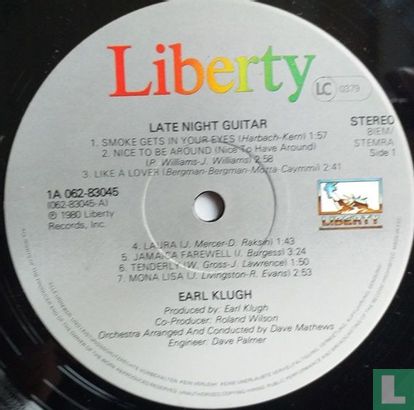 Liberty
LC 0379
LATE NIGHT GUITAR
STEREO
BIEM/
STEMRA
Side 1
1. SMOKE GETS IN YOUR EYES (Harbach-Kern) 1:57
2. NICE TO BE AROUND (Nice To Have Around)
(P. Williams-J. Williams) 2:58
3. LIKE A LOVER (Bergman-Bergman-Motta-Caymmi) 2:41
1A 062-83045
(062-83045-A)
℗ 1980 Liberty
Records, Inc.
LIBERTY
4. LAURA (J. Mercer-D. Raksin) 1:43
5. JAMAICA FAREWELL (I. Burgess) 3:24
6. TENDERLY (W. Gross-J. Lawrence) 1:50
7. MONA LISA (J. Livingston-R. Evans) 2:53
EARL KLUGH
Produced by: Earl Klugh
Co-Producer: Roland Wilson
Orchestra Arranged And Conducted by Dave Mathews
Engineer: Dave Palmer
catawiki